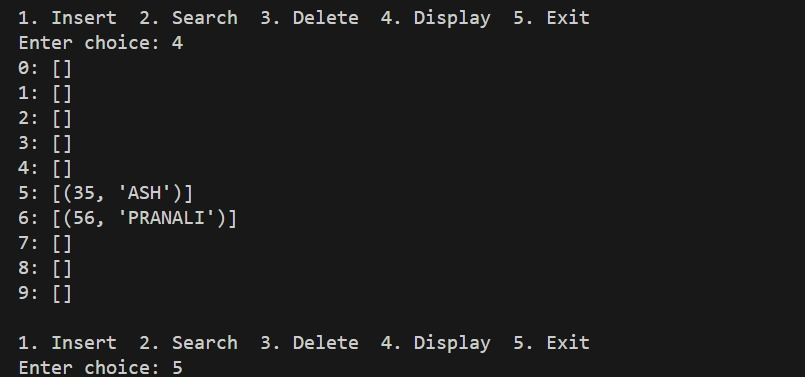 1. Insert  2. Search  3. Delete  4. Display  5. Exit
Enter choice: 4
0: []
1: []
2: []
3: []
4: []
5: [(35, 'ASH')]
6: [(56, 'PRANALI')]
7: []
8: []
9: []

1. Insert  2. Search  3. Delete  4. Display  5. Exit
Enter choice: 5